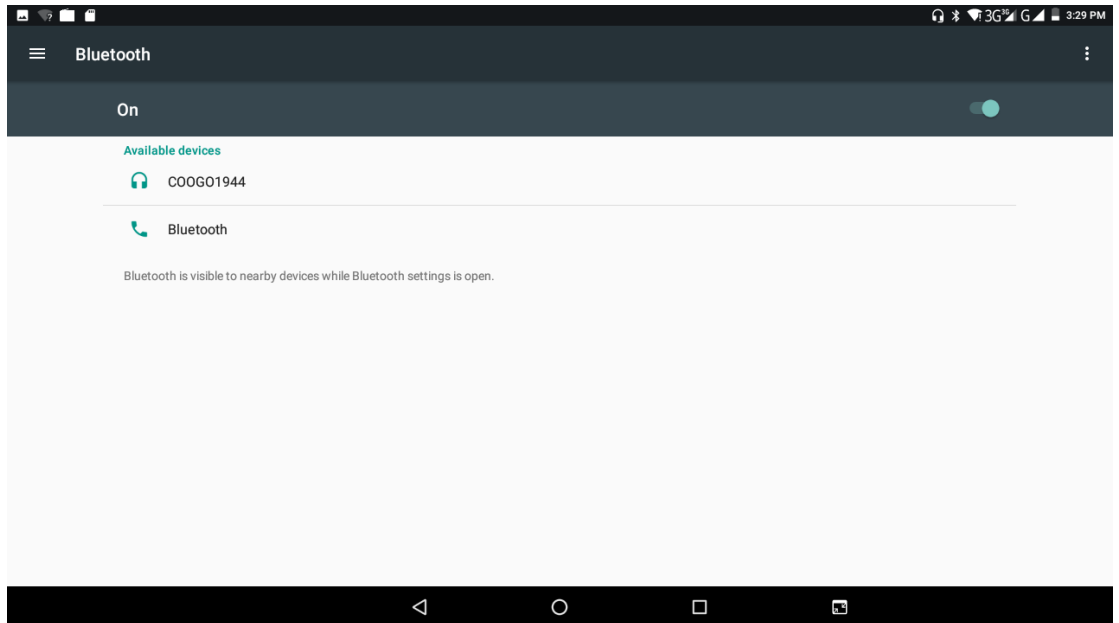 3G 3G G 3:29 PM
Bluetooth
On
Available devices
COOGO1944
Bluetooth
Bluetooth is visible to nearby devices while Bluetooth settings is open.